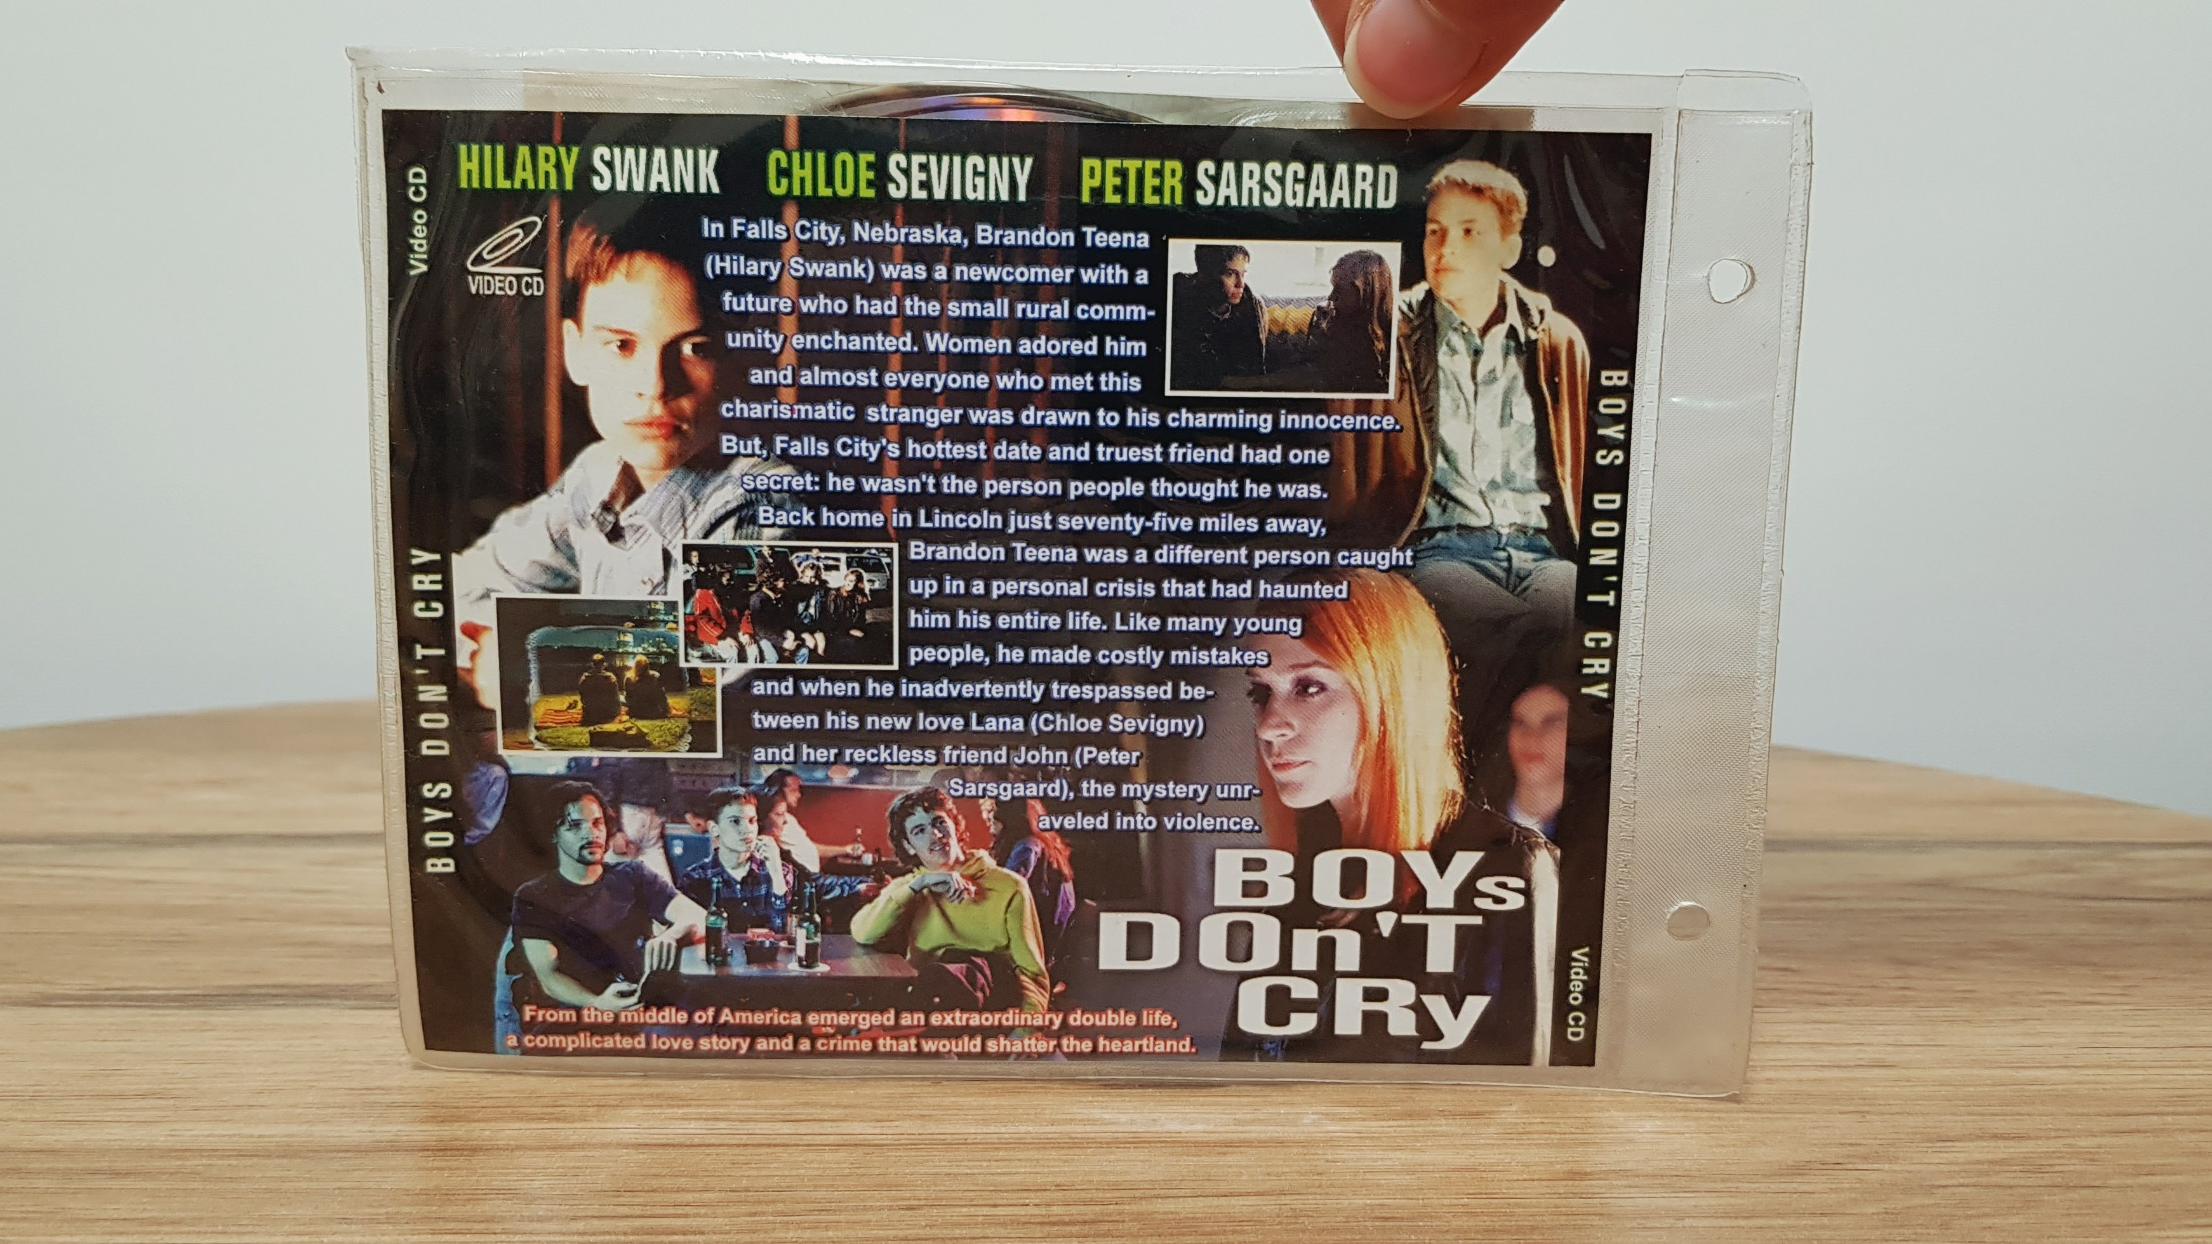 HILARY SWANK CHLOE SEVIGNY PETER SARSGAARD
Video CD
VIDEO CD
In Falls City, Nebraska, Brandon Teena
(Hilary Swank) was a newcomer with a
future who had the small rural comm-
unity enchanted. Women adored him
and almost everyone who met this
charismatic stranger was drawn to his charming innocence.
But, Falls City's hottest date and truest friend had one
secret: he wasn't the person people thought he was.
Back home in Lincoln just seventy-five miles away,
Brandon Teena was a different person caught
up in a personal crisis that had haunted
him his entire life. Like many young
people, he made costly mistakes
and when he inadvertently trespassed be-
tween his new love Lana (Chloe Sevigny)
and her reckless friend John (Peter
Sarsgaard), the mystery unr-
aveled into violence.
BOYS DON'T CRY
BOYS DON'T CRY
BOYs
DOn'T
CRy
Video CD
From the middle of America emerged an extraordinary double life,
a complicated love story and a crime that would shatter the heartland.